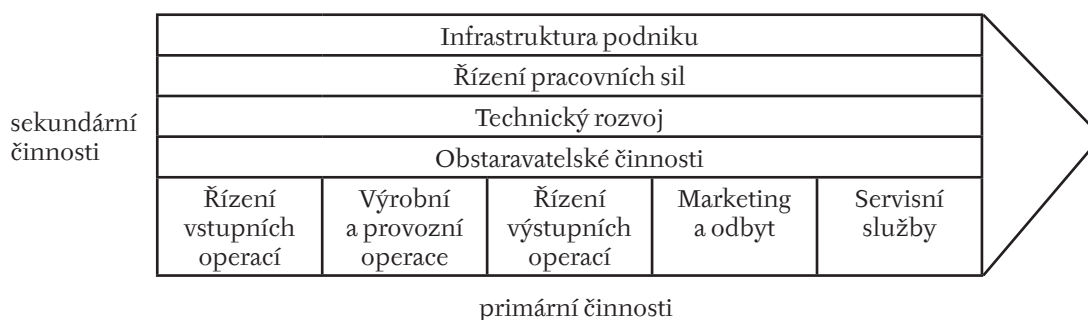 Infrastruktura podniku
Řízení pracovních sil
Technický rozvoj
Obstaravatelské činnosti
sekundární
činnosti
Řízení
vstupních
operací
Výrobní
a provozní
operace
Řízení
výstupních
operací
Marketing
a odbyt
Servisní
služby
primární činnosti